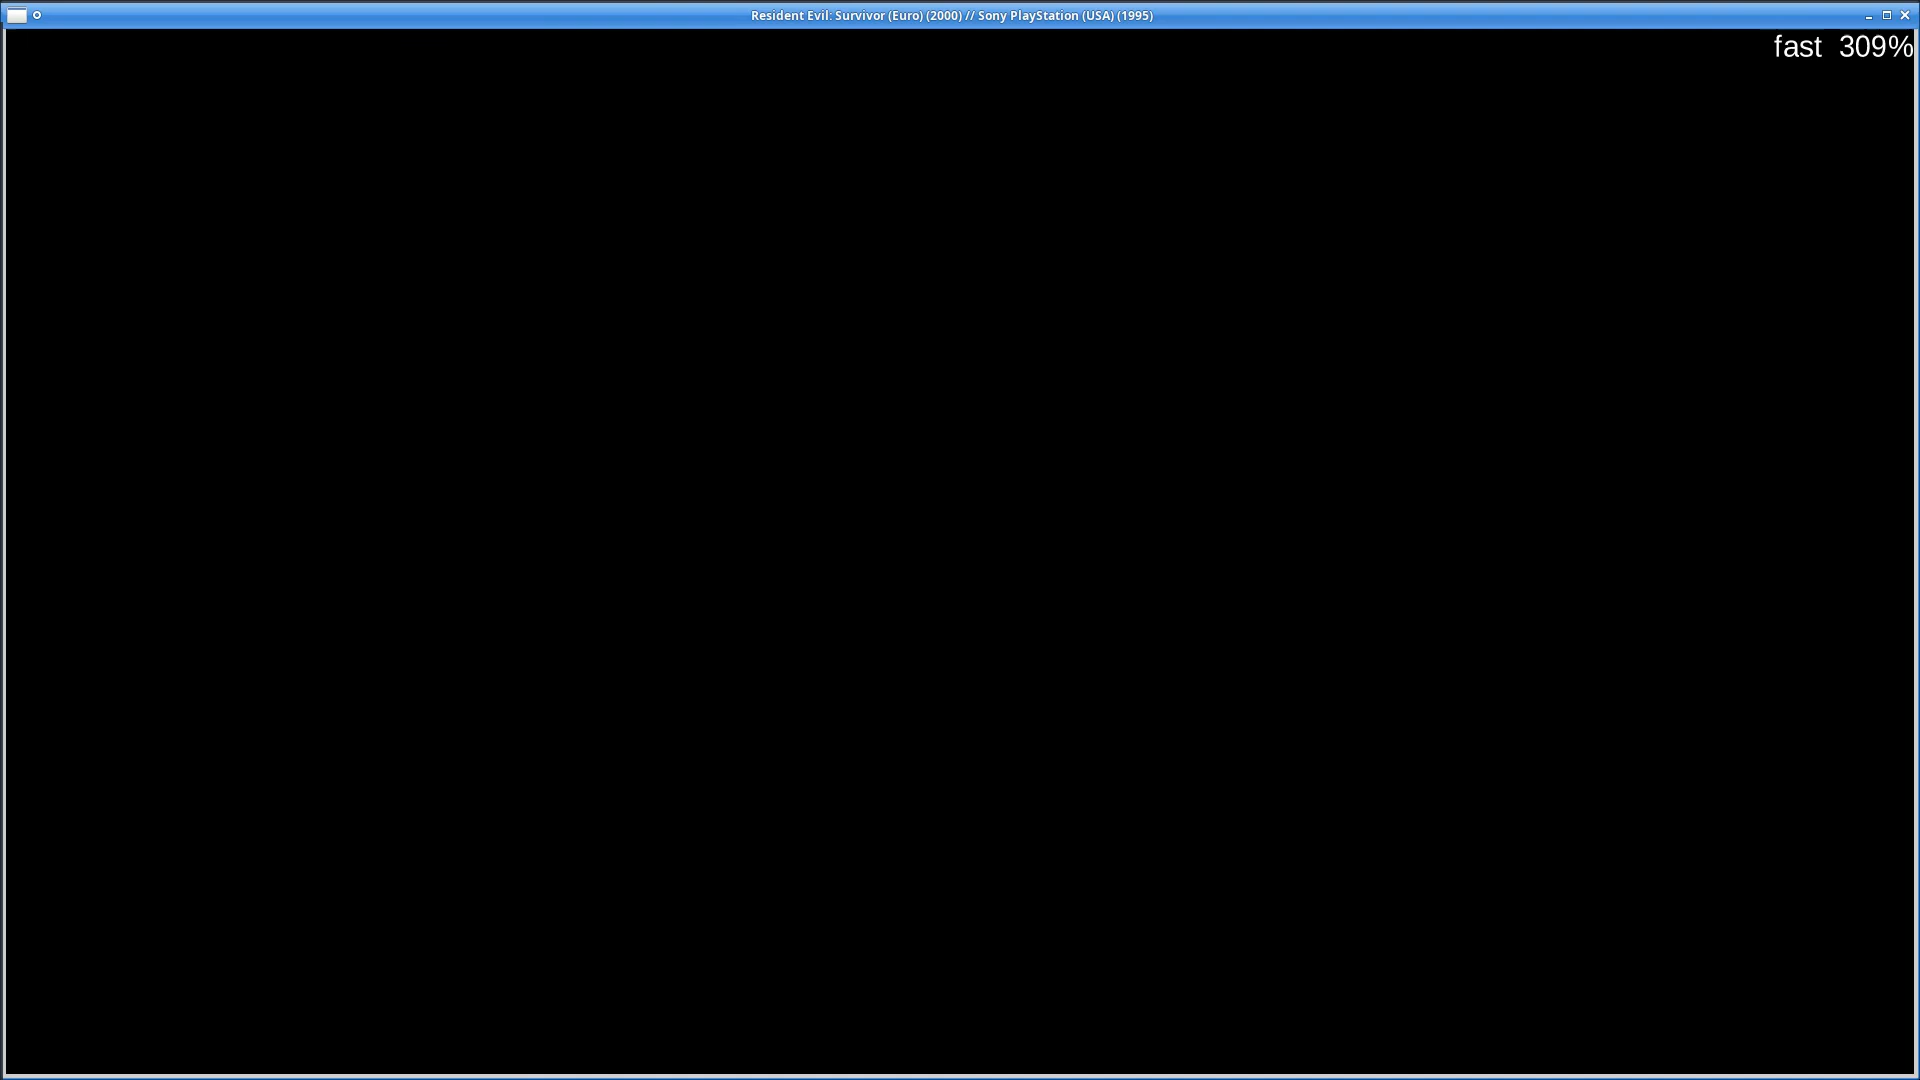 Resident Evil: Survivor (Euro) (2000) // Sony PlayStation (USA) (1995)
fast 309%